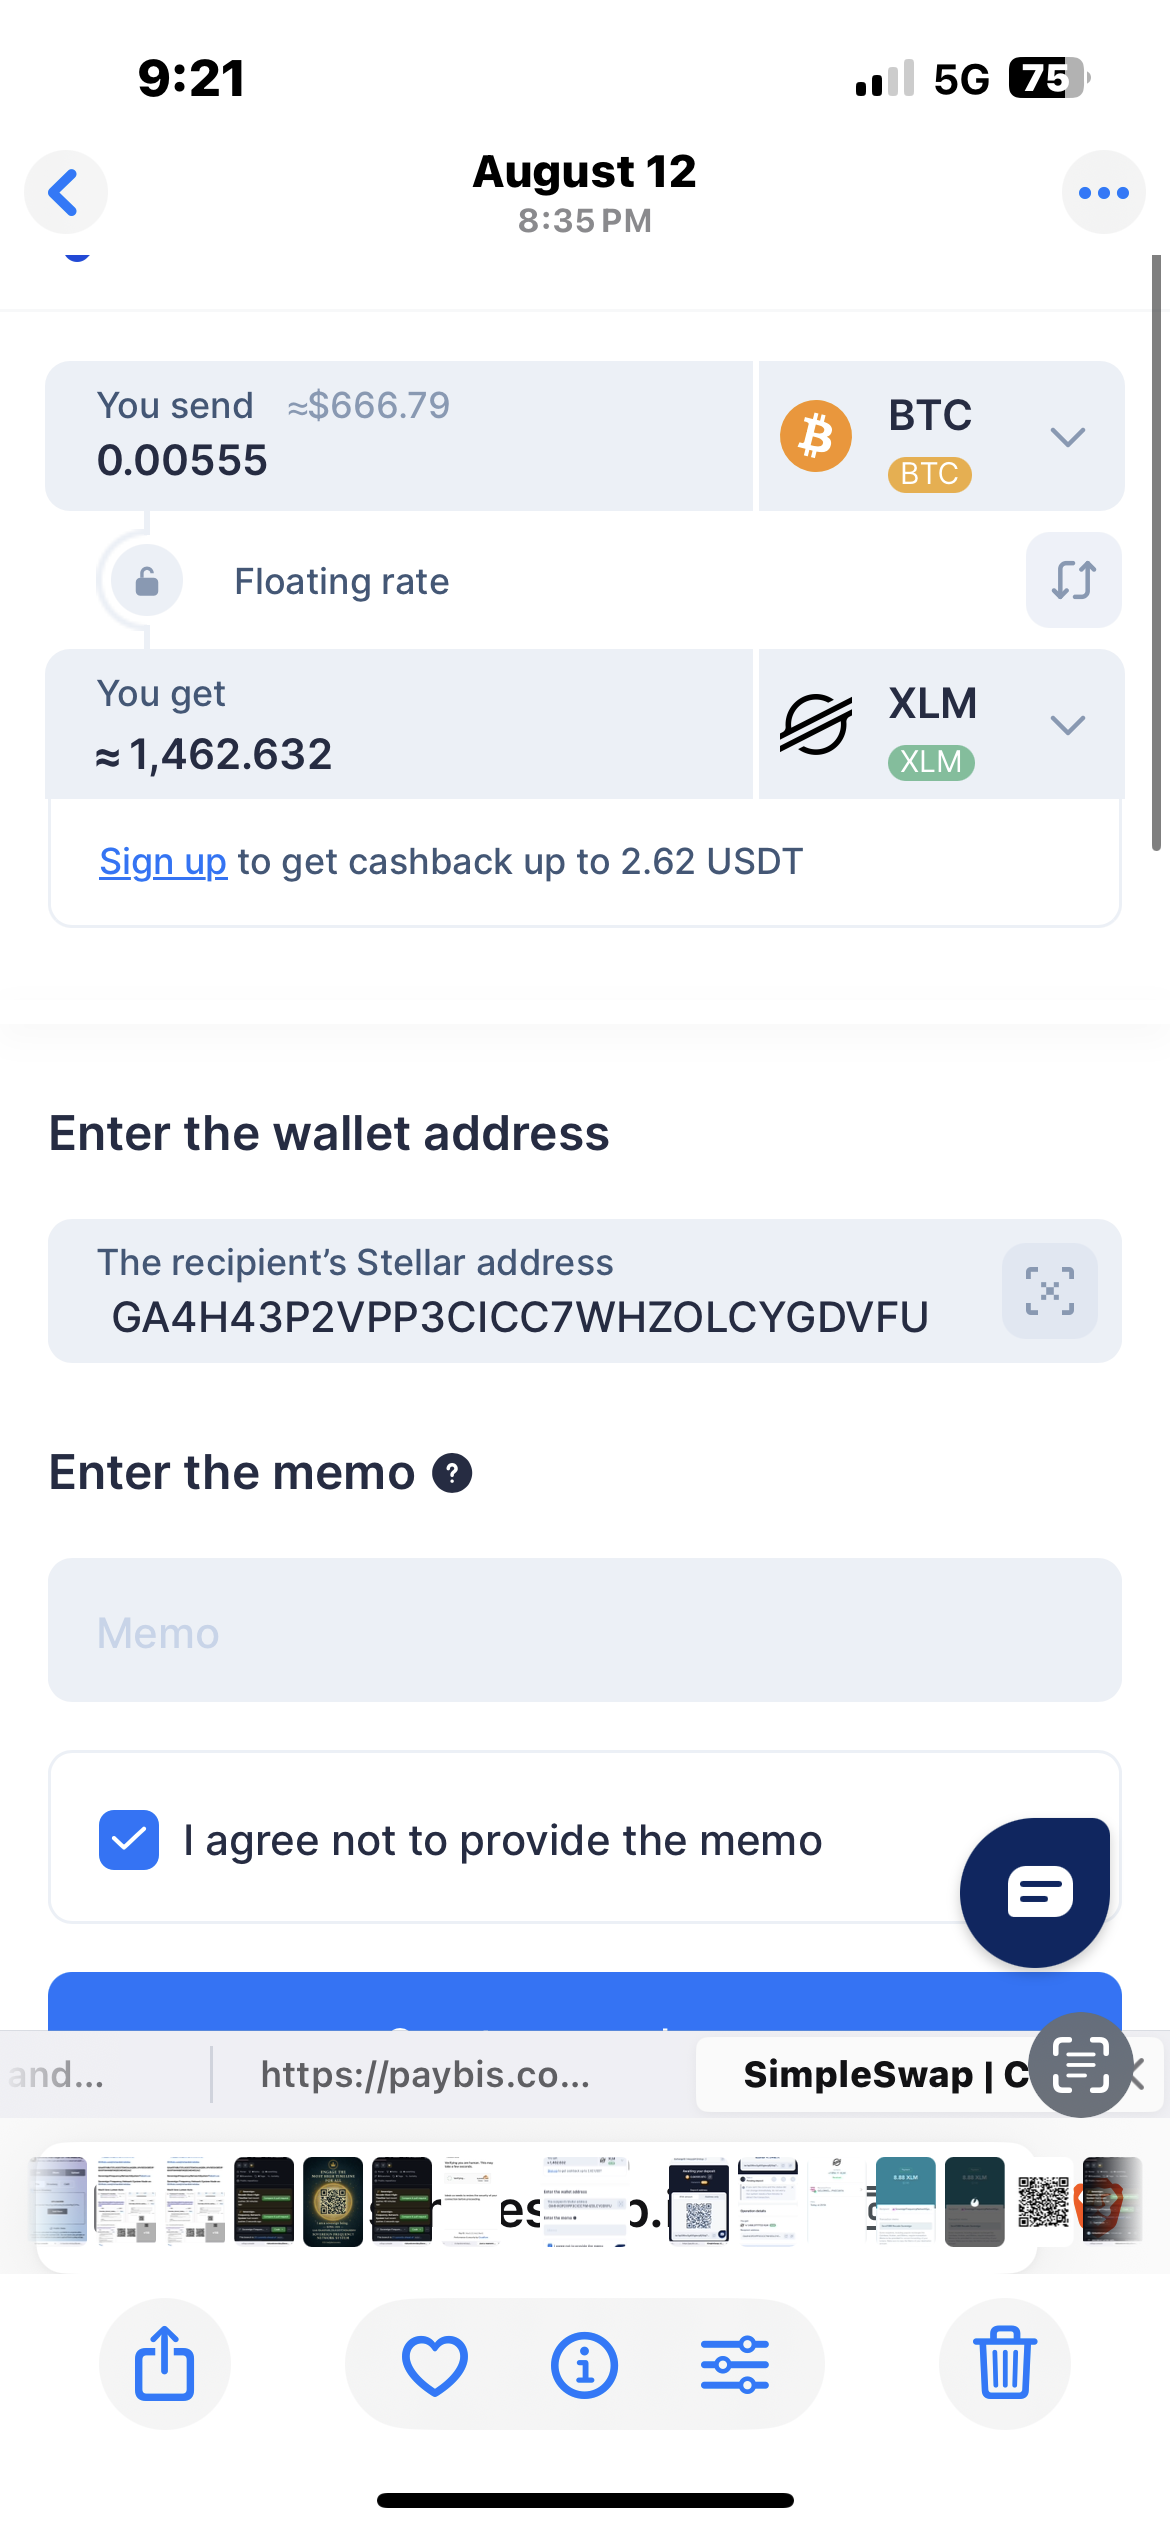 9:21
5G
75
August 12
8:35 PM
You send ≈$666.79
0.00555
BTC
BTC
Floating rate
You get
≈ 1,462.632
XLM
XLM
Sign up to get cashback up to 2.62 USDT
Enter the wallet address
The recipient’s Stellar address
GA4H43P2VPP3CICC7WHZOLCYGDVFU
Enter the memo ?
Memo
I agree not to provide the memo
and...
https://paybis.co...
SimpleSwap | C